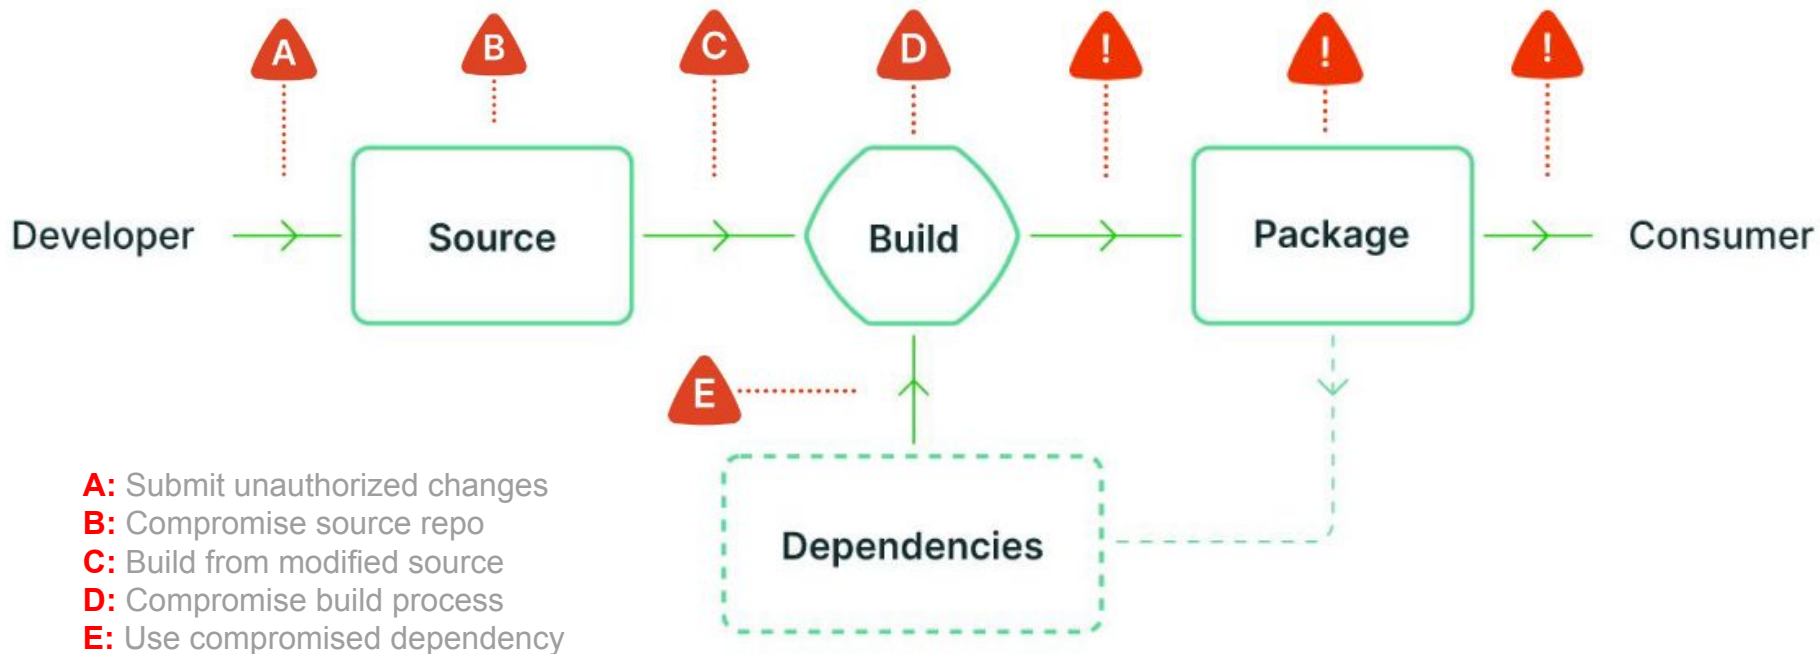 A
B
C
D
!
!
!
Developer
Source
Build
Package
Consumer
E
Dependencies
A: Submit unauthorized changes
B: Compromise source repo
C: Build from modified source
D: Compromise build process
E: Use compromised dependency